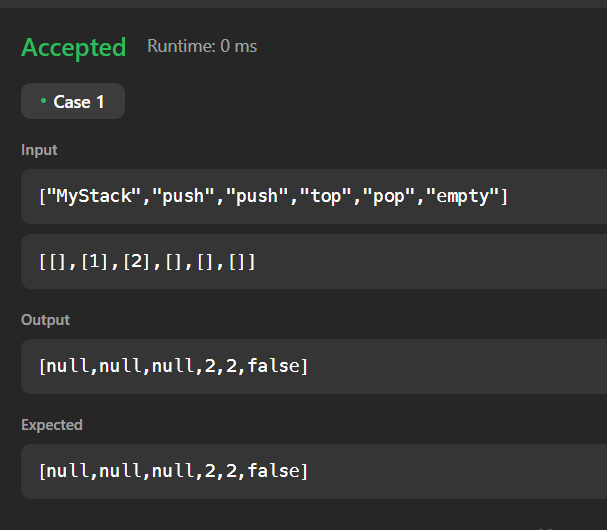 Accepted Runtime: 0 ms
• Case 1
Input
["MyStack","push","push","top","pop","empty"]
[[],[1],[2],[],[],[]]
Output
[null,null,null,2,2,false]
Expected
[null,null,null,2,2,false]